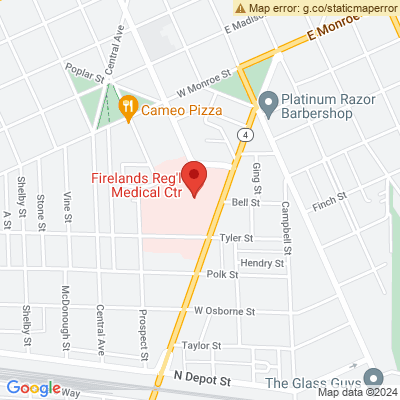 Map error: g.co/staticmaperror
E Madison
E Monroe
Central Ave
Poplar St
W Monroe St
Cameo Pizza
Platinum Razor
Barbershop
4
Firelands Reg'l
Medical Ctr
Ging St
Bell St
Finch St
Campbell St
Shelby St
Stone St
Vine St
A St
Tyler St
Hendry St
Polk St
W Osborne St
Shelby St
McDonough St
Central Ave
Prospect St
Taylor St
N Depot St
The Glass Guys
Way
Google
Map data ©2024